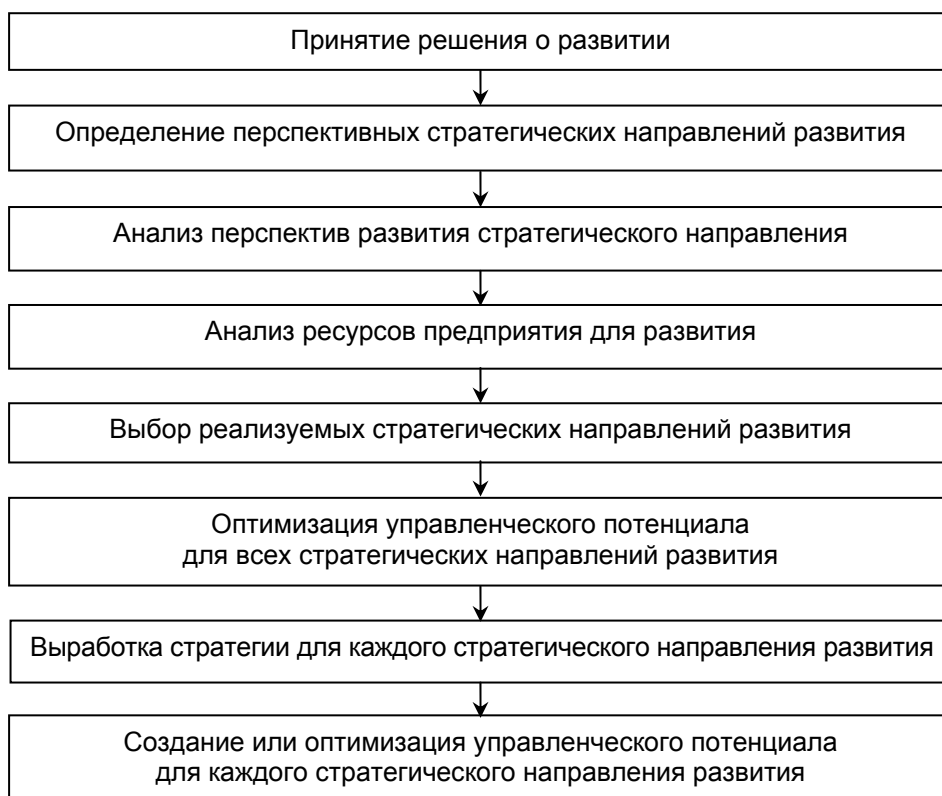 Принятие решения о развитии
Определение перспективных стратегических направлений развития
Анализ перспектив развития стратегического направления
Анализ ресурсов предприятия для развития
Выбор реализуемых стратегических направлений развития
Оптимизация управленческого потенциала
для всех стратегических направлений развития
Выработка стратегии для каждого стратегического направления развития
Создание или оптимизация управленческого потенциала
для каждого стратегического направления развития